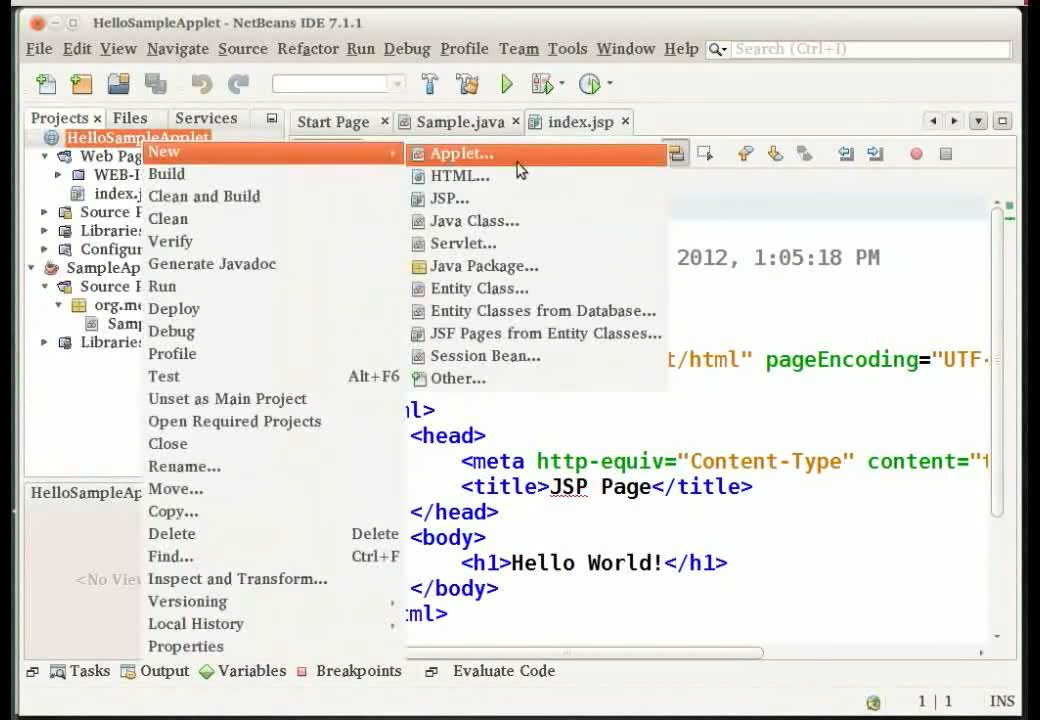 HelloSampleApplet - NetBeans IDE 7.1.1
File Edit View Navigate Source Refactor Run Debug Profile Team Tools Window Help Search (Ctrl+I)
Projects Files Services Start Page Sample.java index.jsp
HelloSampleApplet
Web Pag
WEB-I
index.j
Source P
Libraries
Configu
SampleAp
Source P
org.me
Sam
Libraries
New
Build
Clean and Build
Clean
Verify
Generate Javadoc
Run
Deploy
Debug
Profile
Test Alt+F6
Unset as Main Project
Open Required Projects
Close
Rename...
Move...
Copy...
Delete Delete
Find... Ctrl+F
Inspect and Transform...
Versioning
Local History
Properties
Applet...
HTML...
JSP...
Java Class...
Servlet...
Java Package...
Entity Class...
Entity Classes from Database...
JSF Pages from Entity Classes...
Session Bean...
Other...
2012, 1:05:18 PM
t/html" pageEncoding="UTF-
ml>
<head>
<meta http-equiv="Content-Type" content="t
<title>JSP Page</title>
</head>
<body>
<h1>Hello World!</h1>
</body>
tml>
HelloSampleAp
<No View
Tasks Output Variables Breakpoints Evaluate Code
1 | 1 INS